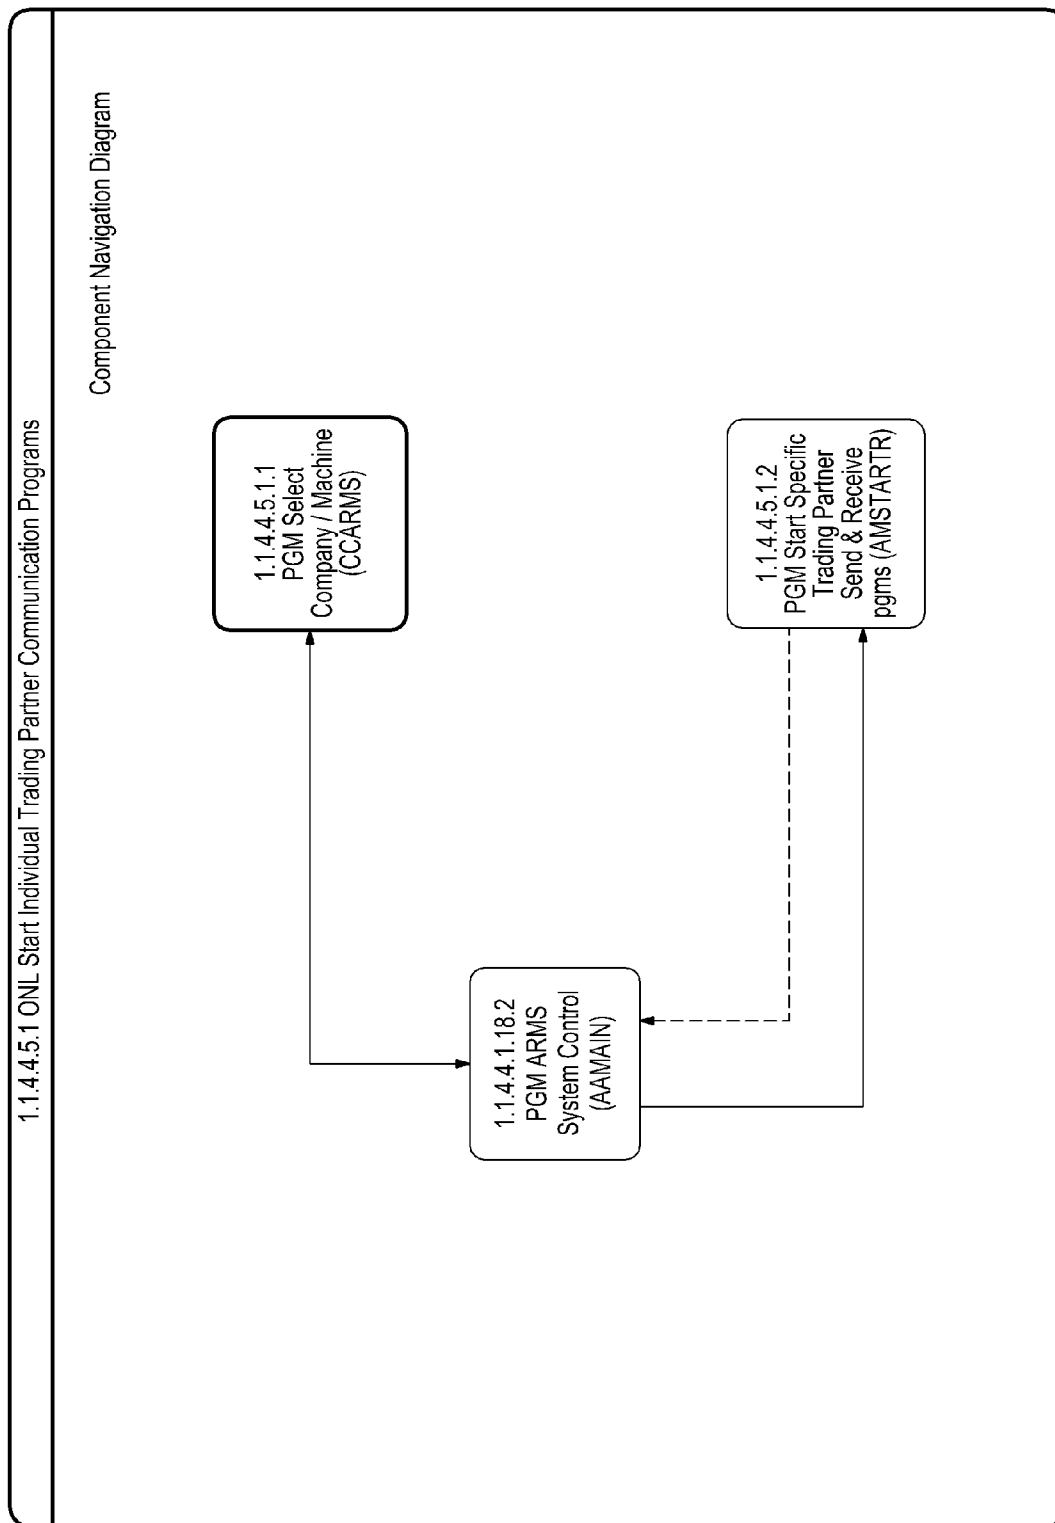 1.1.4.4.5.1 ONL Start Individual Trading Partner Communication Programs
Component Navigation Diagram
1.1.4.4.5.1.1
PGM Select
Company / Machine
(CCARMS)
1.1.4.4.1.18.2
PGM ARMS
System Control
(AAMAIN)
1.1.4.4.5.1.2
PGM Start Specific
Trading Partner
Send & Receive
pgms (AMSTARTR)